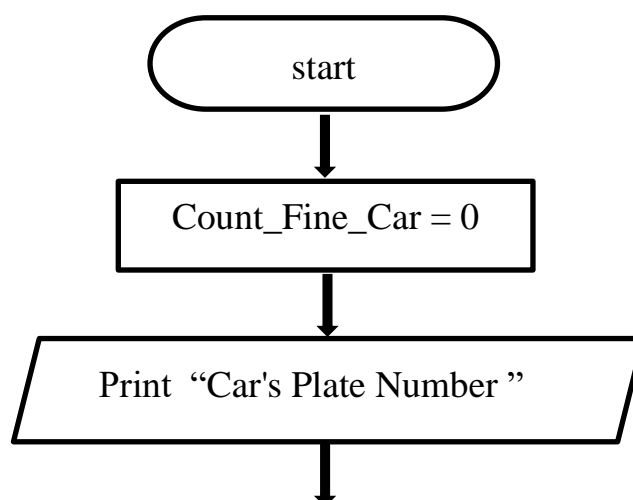 start
Count_Fine_Car = 0
Print “Car's Plate Number ”